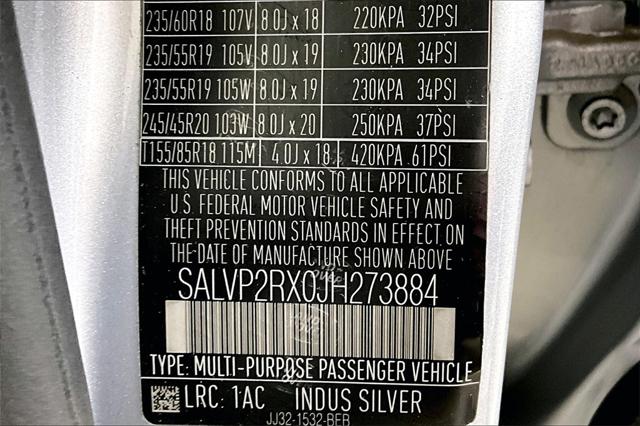 235/60R18 107V 8.0J x 18 220KPA 32PSI
235/55R19 105V 8.0J x 19 230KPA 34PSI
235/55R19 105W 8.0J x 19 230KPA 34PSI
245/45R20 103W 8.0J x 20 250KPA 37PSI
T155/85R18 115M 4.0J x 18 420KPA 61PSI
THIS VEHICLE CONFORMS TO ALL APPLICABLE
U.S. FEDERAL MOTOR VEHICLE SAFETY AND
THEFT PREVENTION STANDARDS IN EFFECT ON
THE DATE OF MANUFACTURE SHOWN ABOVE
SALVP2RX0JH273884
TYPE: MULTI-PURPOSE PASSENGER VEHICLE
LRC: 1AC INDUS SILVER
JJ32-1532-BEB